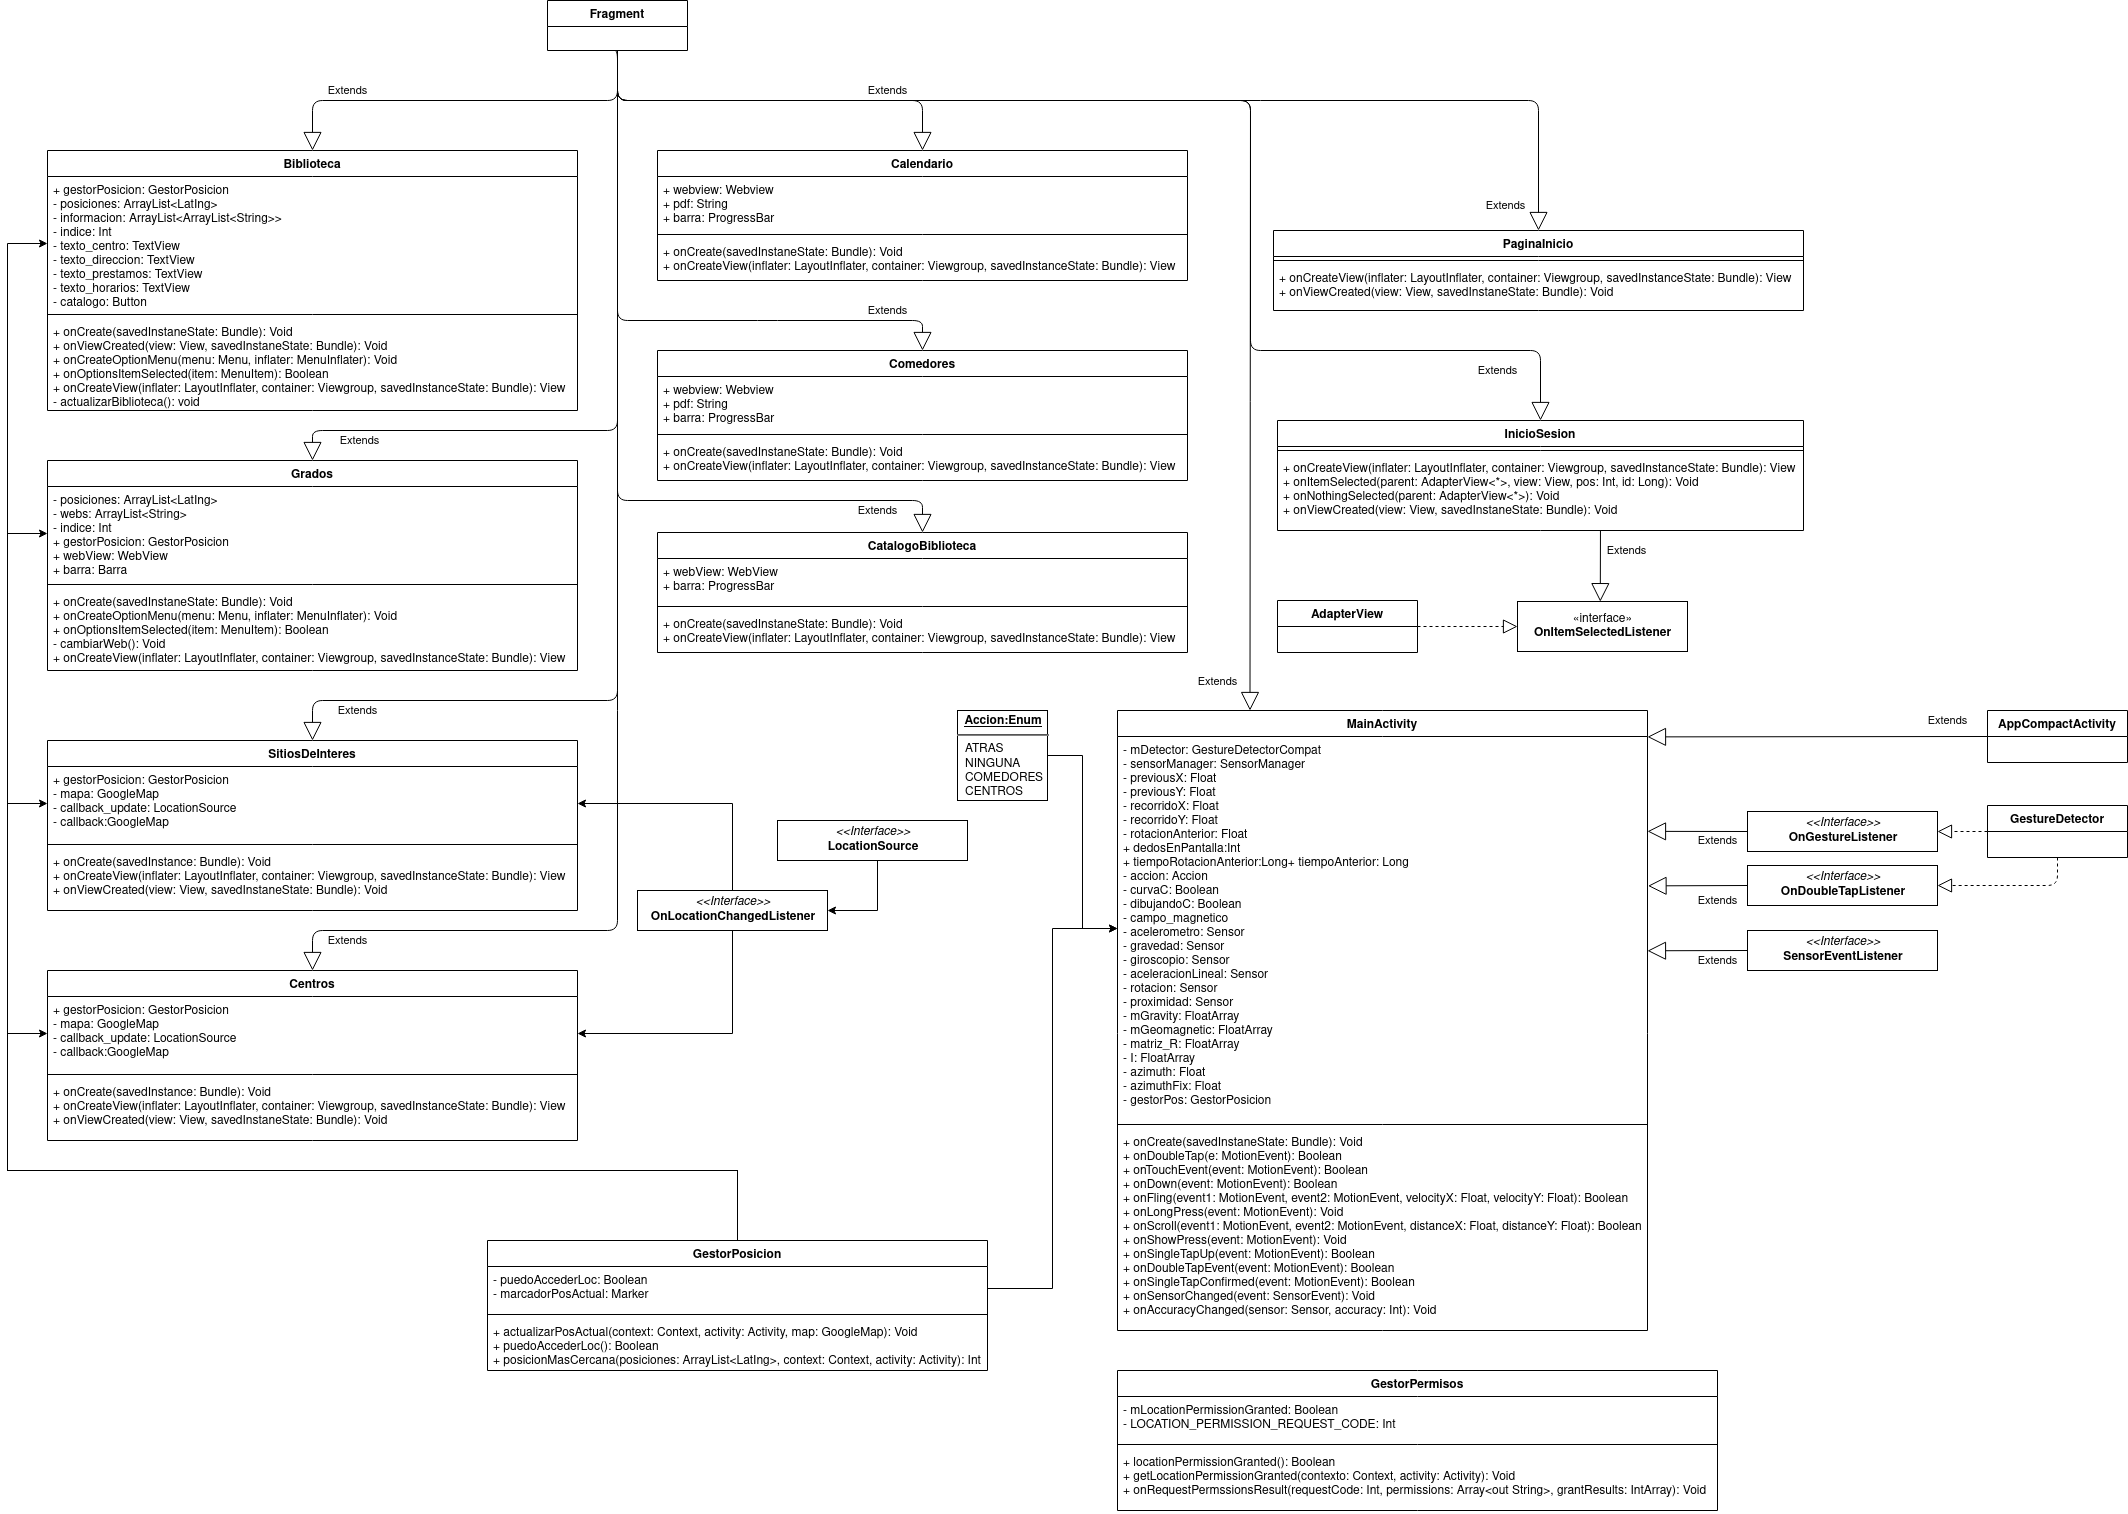 Fragment
Extends
Extends
Biblioteca
+ gestorPosicion: GestorPosicion
- posiciones: ArrayList<Latlng>
- informacion: ArrayList<ArrayList<String>>
- indice: Int
- texto_centro: TextView
- texto_direccion: TextView
- texto_prestamos: TextView
- texto_horarios: TextView
- catalogo: Button
+ onCreate(savedInstaneState: Bundle): Void
+ onViewCreated(view: View, savedInstaneState: Bundle): Void
+ onCreateOptionMenu(menu: Menu, inflater: MenuInflater): Void
+ onOptionsItemSelected(item: MenuItem): Boolean
+ onCreateView(inflater: LayoutInflater, container: Viewgroup, savedInstanceState: Bundle): View
- actualizarBiblioteca(): void
Calendario
+ webview: Webview
+ pdf: String
+ barra: ProgressBar
+ onCreate(savedInstaneState: Bundle): Void
+ onCreateView(inflater: LayoutInflater, container: Viewgroup, savedInstanceState: Bundle): View
Extends
PaginaInicio
+ onCreateView(inflater: LayoutInflater, container: Viewgroup, savedInstanceState: Bundle): View
+ onViewCreated(view: View, savedInstaneState: Bundle): Void
Extends
Comedores
+ webview: Webview
+ pdf: String
+ barra: ProgressBar
+ onCreate(savedInstaneState: Bundle): Void
+ onCreateView(inflater: LayoutInflater, container: Viewgroup, savedInstanceState: Bundle): View
Extends
InicioSesion
+ onCreateView(inflater: LayoutInflater, container: Viewgroup, savedInstanceState: Bundle): View
+ onItemSelected(parent: AdapterView<*>, view: View, pos: Int, id: Long): Void
+ onNothingSelected(parent: AdapterView<*>): Void
+ onViewCreated(view: View, savedInstaneState: Bundle): Void
Extends
Grados
- posiciones: ArrayList<Latlng>
- webs: ArrayList<String>
- indice: Int
+ gestorPosicion: GestorPosicion
+ webView: WebView
+ barra: Barra
+ onCreate(savedInstaneState: Bundle): Void
+ onCreateOptionMenu(menu: Menu, inflater: MenuInflater): Void
+ onOptionsItemSelected(item: MenuItem): Boolean
- cambiarWeb(): Void
+ onCreateView(inflater: LayoutInflater, container: Viewgroup, savedInstanceState: Bundle): View
Extends
CatalogoBiblioteca
+ webView: WebView
+ barra: ProgressBar
+ onCreate(savedInstaneState: Bundle): Void
+ onCreateView(inflater: LayoutInflater, container: Viewgroup, savedInstanceState: Bundle): View
Extends
AdapterView
«interface»
OnItemSelectedListener
Extends
SitiosDeInteres
+ gestorPosicion: GestorPosicion
- mapa: GoogleMap
- callback_update: LocationSource
- callback:GoogleMap
+ onCreate(savedInstance: Bundle): Void
+ onCreateView(inflater: LayoutInflater, container: Viewgroup, savedInstanceState: Bundle): View
+ onViewCreated(view: View, savedInstaneState: Bundle): Void
<<Interface>>
LocationSource
<<Interface>>
OnLocationChangedListener
Accion:Enum
ATRAS
NINGUNA
COMEDORES
CENTROS
Extends
MainActivity
- mDetector: GestureDetectorCompat
- sensorManager: SensorManager
- previousX: Float
- previousY: Float
- recorridoX: Float
- recorridoY: Float
- rotacionAnterior: Float
+ dedosEnPantalla:Int
+ tiempoRotacionAnterior:Long+ tiempoAnterior: Long
- accion: Accion
- curvaC: Boolean
- dibujandoC: Boolean
- campo_magnetico
- acelerometro: Sensor
- gravedad: Sensor
- giroscopio: Sensor
- aceleracionLineal: Sensor
- rotacion: Sensor
- proximidad: Sensor
- mGravity: FloatArray
- mGeomagnetic: FloatArray
- matriz_R: FloatArray
- I: FloatArray
- azimuth: Float
- azimuthFix: Float
- gestorPos: GestorPosicion
+ onCreate(savedInstaneState: Bundle): Void
+ onDoubleTap(e: MotionEvent): Boolean
+ onTouchEvent(event: MotionEvent): Boolean
+ onDown(event: MotionEvent): Boolean
+ onFling(event1: MotionEvent, event2: MotionEvent, velocityX: Float, velocityY: Float): Boolean
+ onLongPress(event: MotionEvent): Void
+ onScroll(event1: MotionEvent, event2: MotionEvent, distanceX: Float, distanceY: Float): Boolean
+ onShowPress(event: MotionEvent): Void
+ onSingleTapUp(event: MotionEvent): Boolean
+ onDoubleTapEvent(event: MotionEvent): Boolean
+ onSingleTapConfirmed(event: MotionEvent): Boolean
+ onSensorChanged(event: SensorEvent): Void
+ onAccuracyChanged(sensor: Sensor, accuracy: Int): Void
Extends
AppCompactActivity
<<Interface>>
OnGestureListener
Extends
GestureDetector
<<Interface>>
OnDoubleTapListener
Extends
<<Interface>>
SensorEventListener
Extends
Extends
Centros
+ gestorPosicion: GestorPosicion
- mapa: GoogleMap
- callback_update: LocationSource
- callback:GoogleMap
+ onCreate(savedInstance: Bundle): Void
+ onCreateView(inflater: LayoutInflater, container: Viewgroup, savedInstanceState: Bundle): View
+ onViewCreated(view: View, savedInstaneState: Bundle): Void
GestorPosicion
- puedoAccederLoc: Boolean
- marcadorPosActual: Marker
+ actualizarPosActual(context: Context, activity: Activity, map: GoogleMap): Void
+ puedoAccederLoc(): Boolean
+ posicionMasCercana(posiciones: ArrayList<Latlng>, context: Context, activity: Activity): Int
GestorPermisos
- mLocationPermissionGranted: Boolean
- LOCATION_PERMISSION_REQUEST_CODE: Int
+ locationPermissionGranted(): Boolean
+ getLocationPermissionGranted(contexto: Context, activity: Activity): Void
+ onRequestPermssionsResult(requestCode: Int, permissions: Array<out String>, grantResults: IntArray): Void